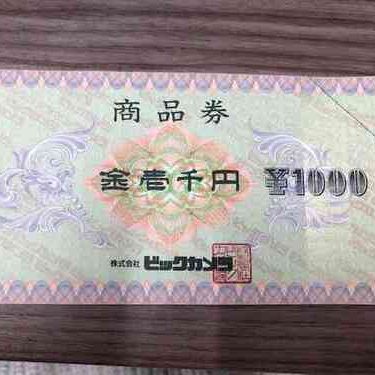 商品券
金壱千円 ¥1000
株式会社 ビックカメラ